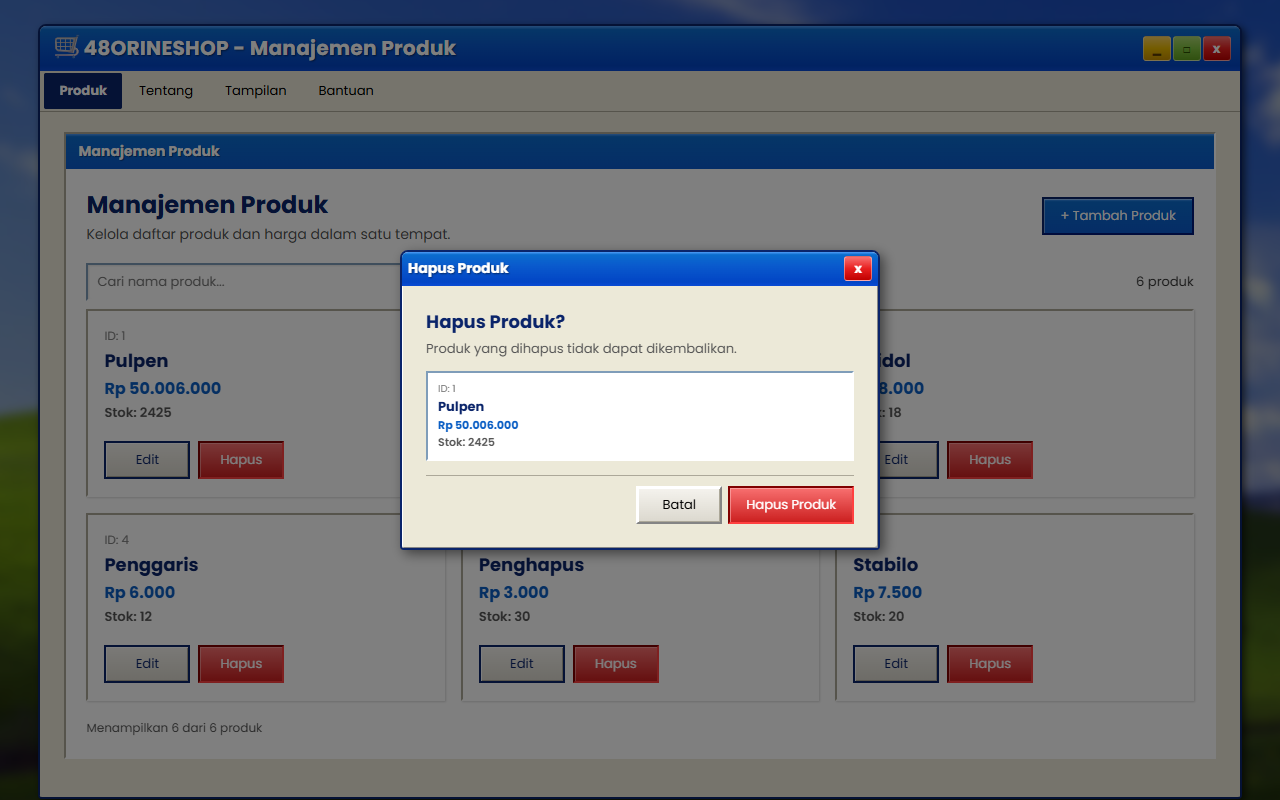 48ORINESHOP - Manajemen Produk
Produk Tentang Tampilan Bantuan
Manajemen Produk
Manajemen Produk
Kelola daftar produk dan harga dalam satu tempat.
+ Tambah Produk
Cari nama produk...
6 produk
Hapus Produk
x
Hapus Produk?
Produk yang dihapus tidak dapat dikembalikan.
ID: 1
Pulpen
Rp 50.006.000
Stok: 2425
Batal Hapus Produk
ID: 1
Pulpen
Rp 50.006.000
Stok: 2425
Edit Hapus
18
Edit Hapus
ID: 4
Penggaris
Rp 6.000
Stok: 12
Edit Hapus
Penghapus
Rp 3.000
Stok: 30
Edit Hapus
Stabilo
Rp 7.500
Stok: 20
Edit Hapus
Menampilkan 6 dari 6 produk